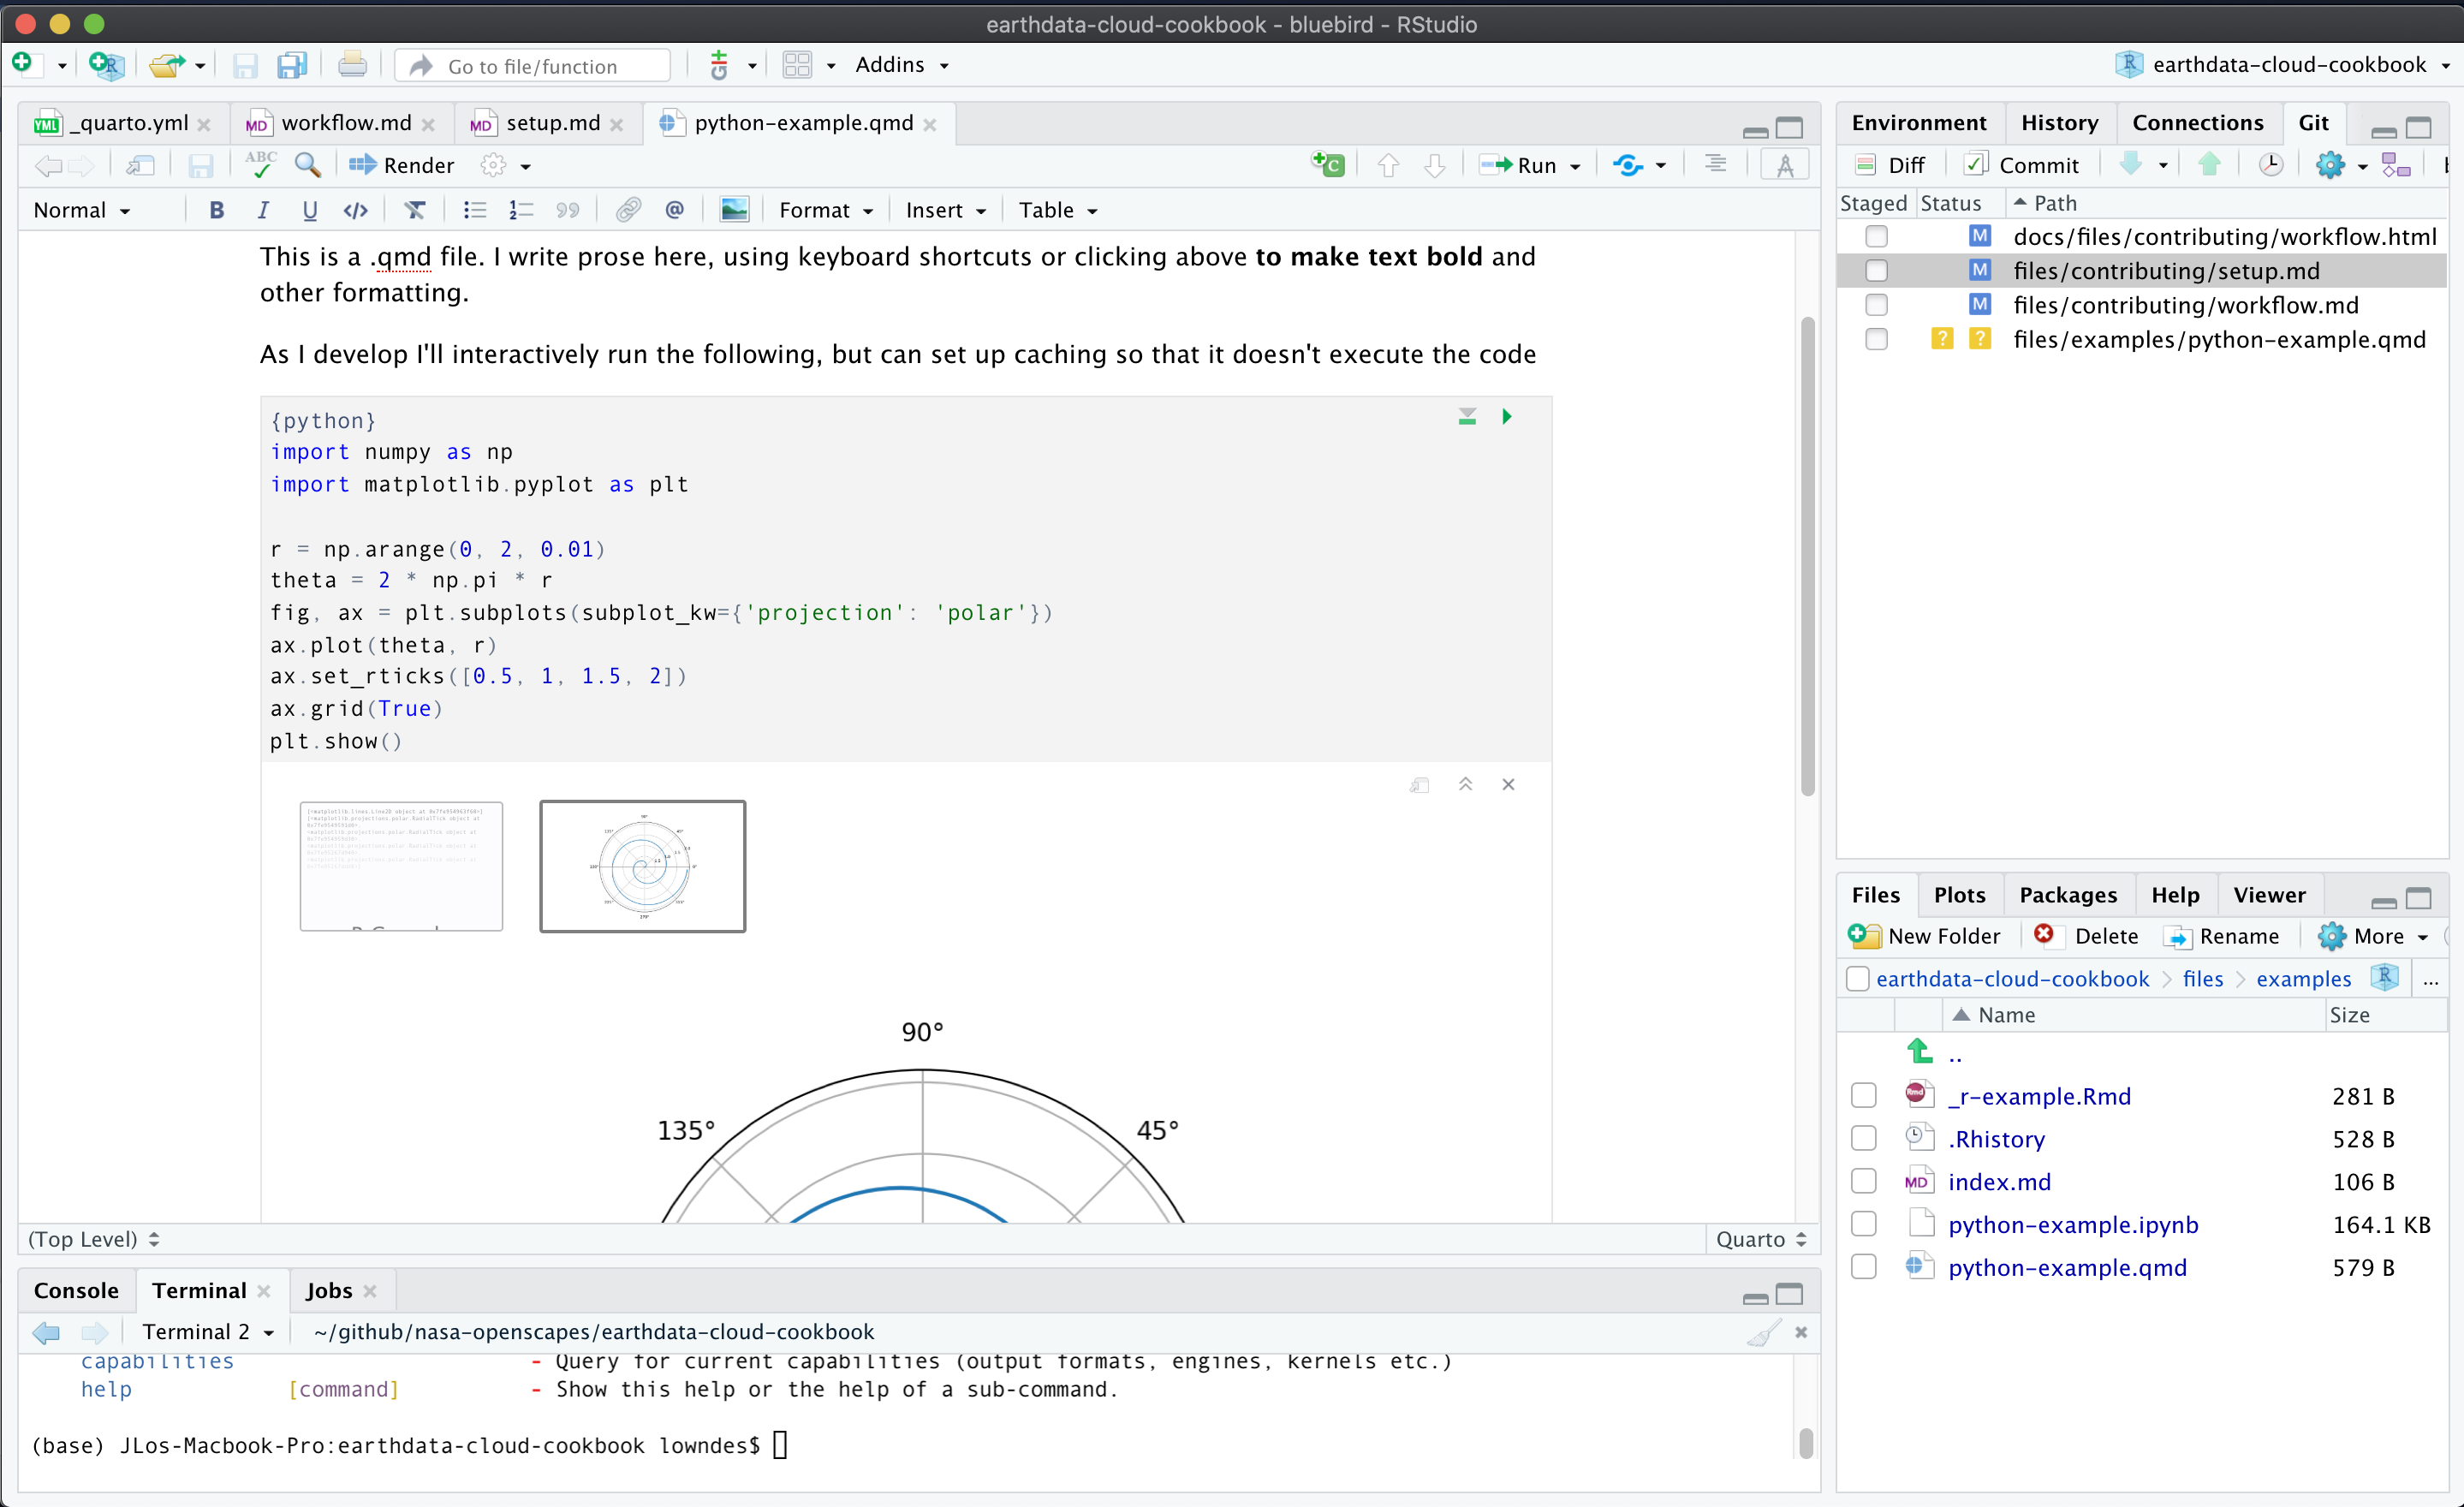 earthdata-cloud-cookbook - bluebird - RStudio
Go to file/function
Addins
earthdata-cloud-cookbook
_quarto.yml
workflow.md
setup.md
python-example.qmd
Render
Run
Normal
B I U </>
Format
Insert
Table
This is a .qmd file. I write prose here, using keyboard shortcuts or clicking above to make text bold and
other formatting.
As I develop I'll interactively run the following, but can set up caching so that it doesn't execute the code
{python}
import numpy as np
import matplotlib.pyplot as plt
r = np.arange(0, 2, 0.01)
theta = 2 * np.pi * r
fig, ax = plt.subplots(subplot_kw={'projection': 'polar'})
ax.plot(theta, r)
ax.set_rticks([0.5, 1, 1.5, 2])
ax.grid(True)
plt.show()
90°
135°
45°
(Top Level)
Quarto
Console
Terminal
Jobs
Terminal 2
~/github/nasa-openscapes/earthdata-cloud-cookbook
capabilities - Query for current capabilities (output formats, engines, kernels etc.)
help [command] - Show this help or the help of a sub-command.
(base) JLos-Macbook-Pro:earthdata-cloud-cookbook lowndes$
Environment
History
Connections
Git
Diff
Commit
Staged Status Path
M docs/files/contributing/workflow.html
M files/contributing/setup.md
M files/contributing/workflow.md
? ? files/examples/python-example.qmd
Files
Plots
Packages
Help
Viewer
New Folder
Delete
Rename
More
earthdata-cloud-cookbook > files > examples
...
Name Size
..
_r-example.Rmd 281 B
.Rhistory 528 B
index.md 106 B
python-example.ipynb 164.1 KB
python-example.qmd 579 B